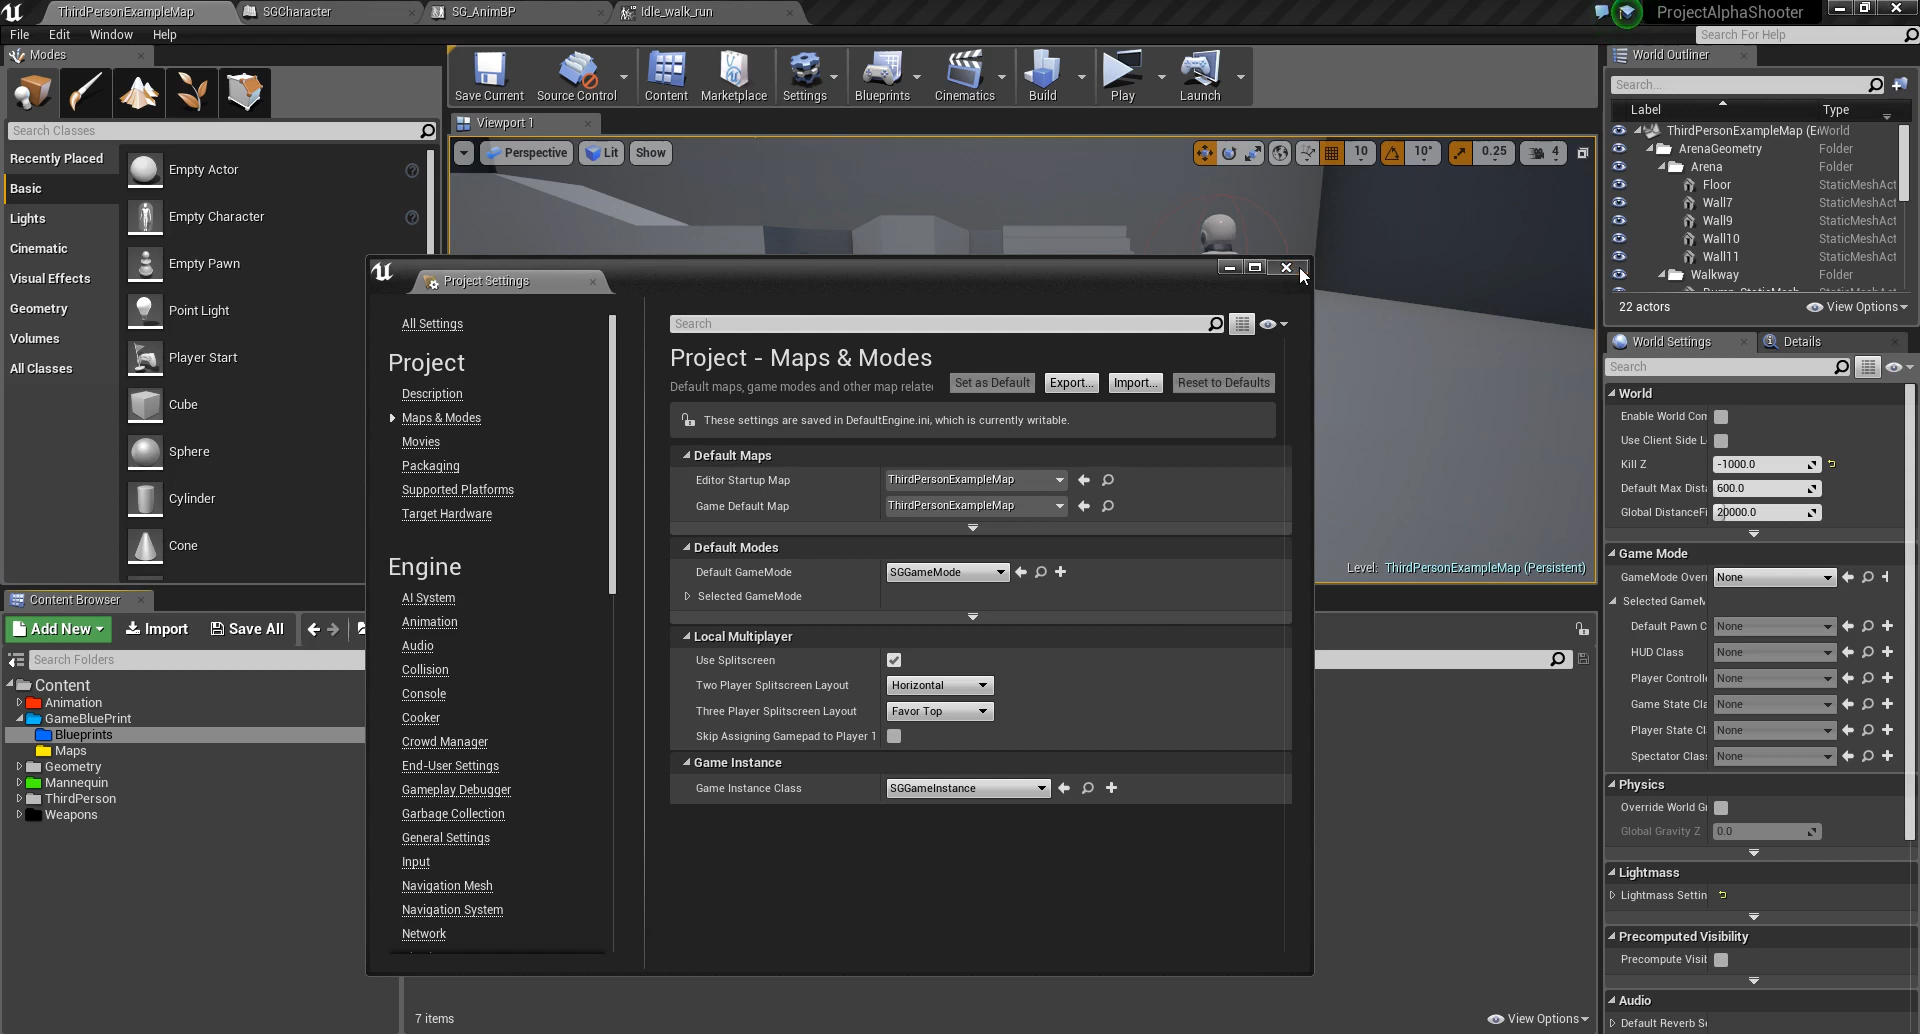 ThirdPersonExampleMap
SGCharacter
SG_AnimBP
Idle_walk_run
ProjectAlphaShooter
File Edit Window Help
Search For Help
Modes
Save Current
Source Control
Content
Marketplace
Settings
Blueprints
Cinematics
Build
Play
Launch
World Outliner
Search...
Label Type
Search Classes
Viewport 1
Perspective Lit Show
10 10° 0.25 4
Recently Placed
Basic
Lights
Cinematic
Visual Effects
Geometry
Volumes
All Classes
Empty Actor
Empty Character
Empty Pawn
Point Light
Player Start
Cube
Sphere
Cylinder
Cone
ThirdPersonExampleMap (E World
ArenaGeometry Folder
Arena Folder
Floor StaticMeshAct
Wall7 StaticMeshAct
Wall9 StaticMeshAct
Wall10 StaticMeshAct
Wall11 StaticMeshAct
Walkway Folder
22 actors View Options
Level: ThirdPersonExampleMap (Persistent)
Project Settings
All Settings
Project
Description
Maps & Modes
Movies
Packaging
Supported Platforms
Target Hardware
Engine
AI System
Animation
Audio
Collision
Console
Cooker
Crowd Manager
End-User Settings
Gameplay Debugger
Garbage Collection
General Settings
Input
Navigation Mesh
Navigation System
Network
Search
Project - Maps & Modes
Default maps, game modes and other map relate
Set as Default Export... Import... Reset to Defaults
These settings are saved in DefaultEngine.ini, which is currently writable.
Default Maps
Editor Startup Map ThirdPersonExampleMap
Game Default Map ThirdPersonExampleMap
Default Modes
Default GameMode SGGameMode
Selected GameMode
Local Multiplayer
Use Splitscreen
Two Player Splitscreen Layout Horizontal
Three Player Splitscreen Layout Favor Top
Skip Assigning Gamepad to Player 1
Game Instance
Game Instance Class SGGameInstance
Content Browser
Add New Import Save All
Search Folders
Content
Animation
GameBluePrint
Blueprints
Maps
Geometry
Mannequin
ThirdPerson
Weapons
7 items View Options
World Settings Details
Search
World
Enable World Com
Use Client Side L
Kill Z -1000.0
Default Max Dista 600.0
Global DistanceFi 20000.0
Game Mode
GameMode Overr None
Selected GameM
Default Pawn C None
HUD Class None
Player Controlle None
Game State Cla None
Player State Cl None
Spectator Class None
Physics
Override World Gr
Global Gravity Z 0.0
Lightmass
Lightmass Settin
Precomputed Visibility
Precompute Visib
Audio
Default Reverb Se